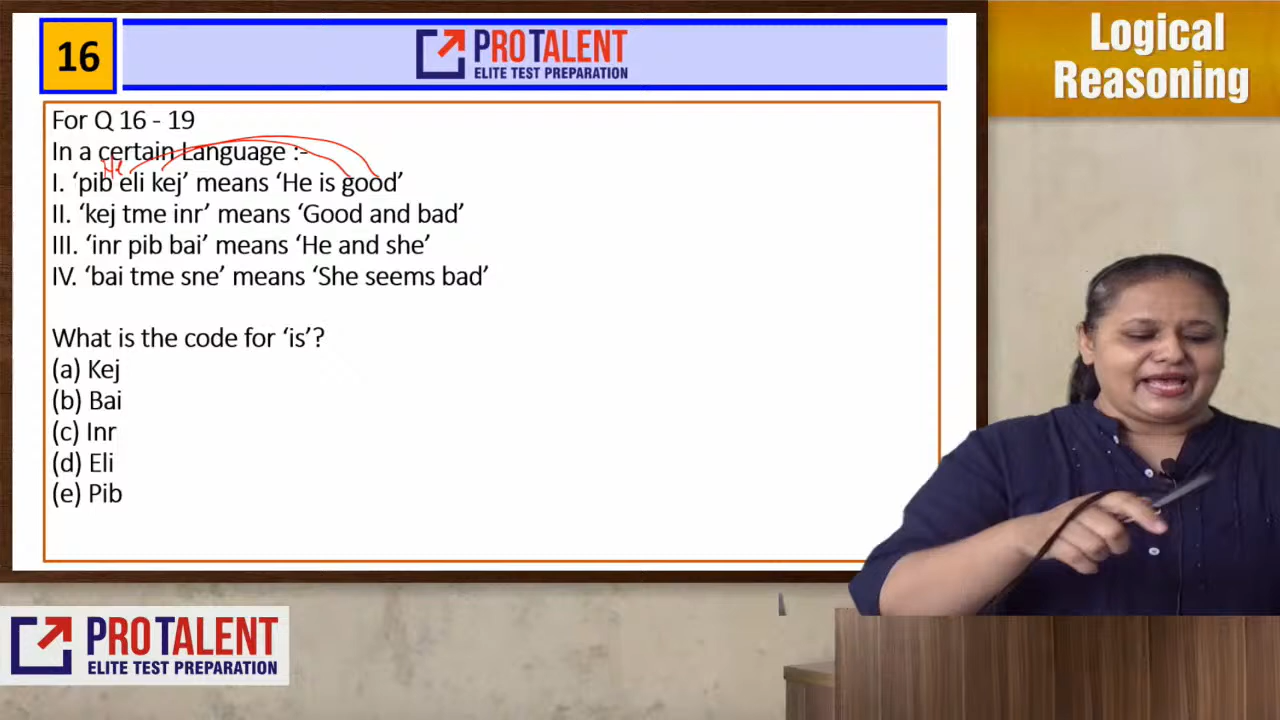 16
PROTALENT
ELITE TEST PREPARATION
Logical
Reasoning
For Q 16 - 19
In a certain Language :-
He
I. ‘pib eli kej’ means ‘He is good’
II. ‘kej tme inr’ means ‘Good and bad’
III. ‘inr pib bai’ means ‘He and she’
IV. ‘bai tme sne’ means ‘She seems bad’
What is the code for ‘is’?
(a) Kej
(b) Bai
(c) Inr
(d) Eli
(e) Pib
PROTALENT
ELITE TEST PREPARATION